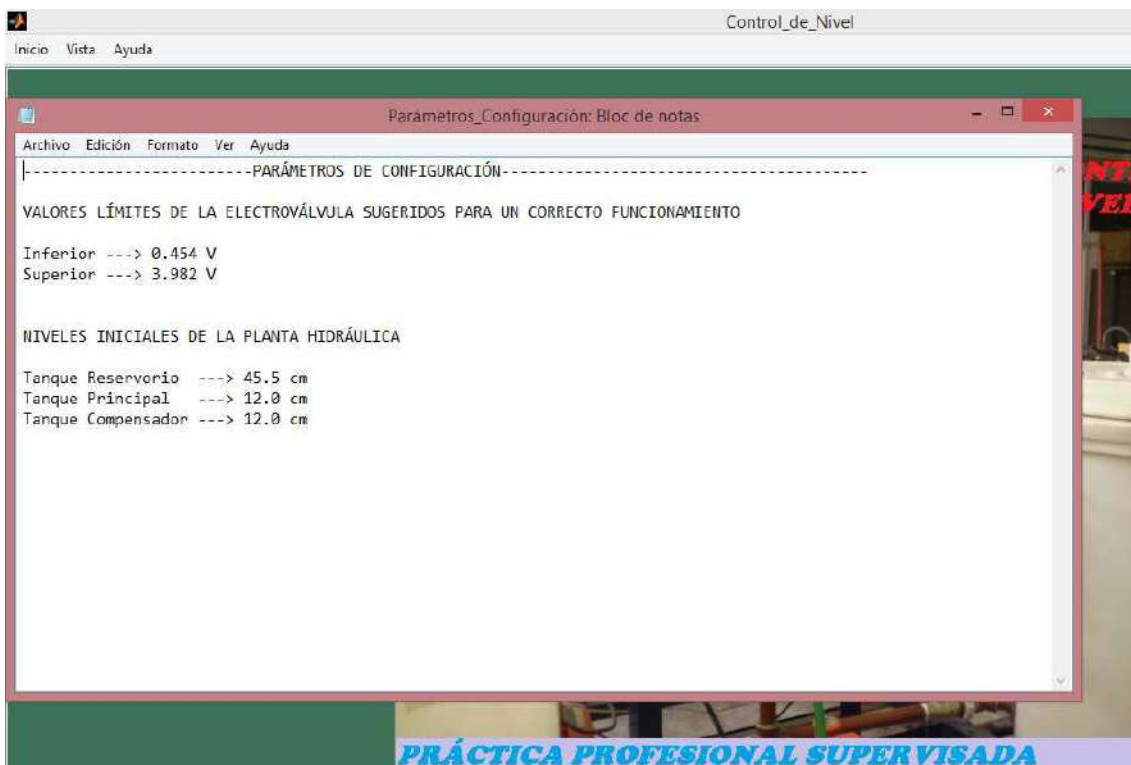 Control_de_Nivel
Inicio Vista Ayuda
Parámetros_Configuración: Bloc de notas
Archivo Edición Formato Ver Ayuda
-------------------------PARÁMETROS DE CONFIGURACIÓN----------------------------------------
VALORES LÍMITES DE LA ELECTROVÁLVULA SUGERIDOS PARA UN CORRECTO FUNCIONAMIENTO
Inferior ---> 0.454 V
Superior ---> 3.982 V
NIVELES INICIALES DE LA PLANTA HIDRÁULICA
Tanque Reservorio ---> 45.5 cm
Tanque Principal ---> 12.0 cm
Tanque Compensador ---> 12.0 cm
PRÁCTICA PROFESIONAL SUPERVISADA